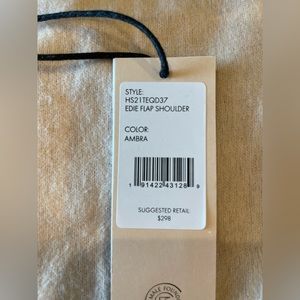 STYLE:
HS21TEQD37
EDIE FLAP SHOULDER
COLOR:
AMBRA
1 91422 43128 9
SUGGESTED RETAIL:
$298